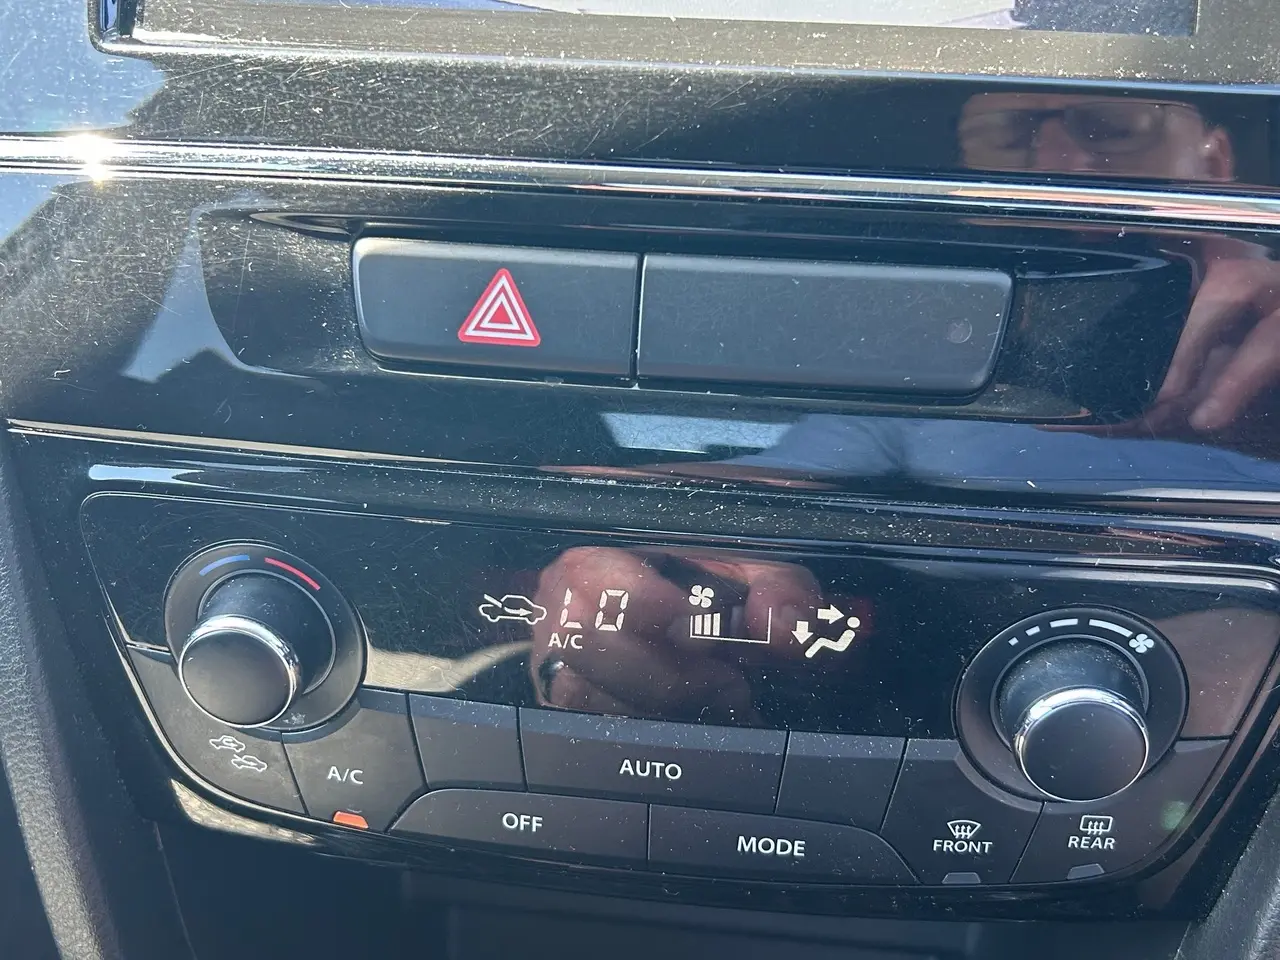 LO
A/C
A/C
AUTO
OFF
MODE
FRONT
REAR